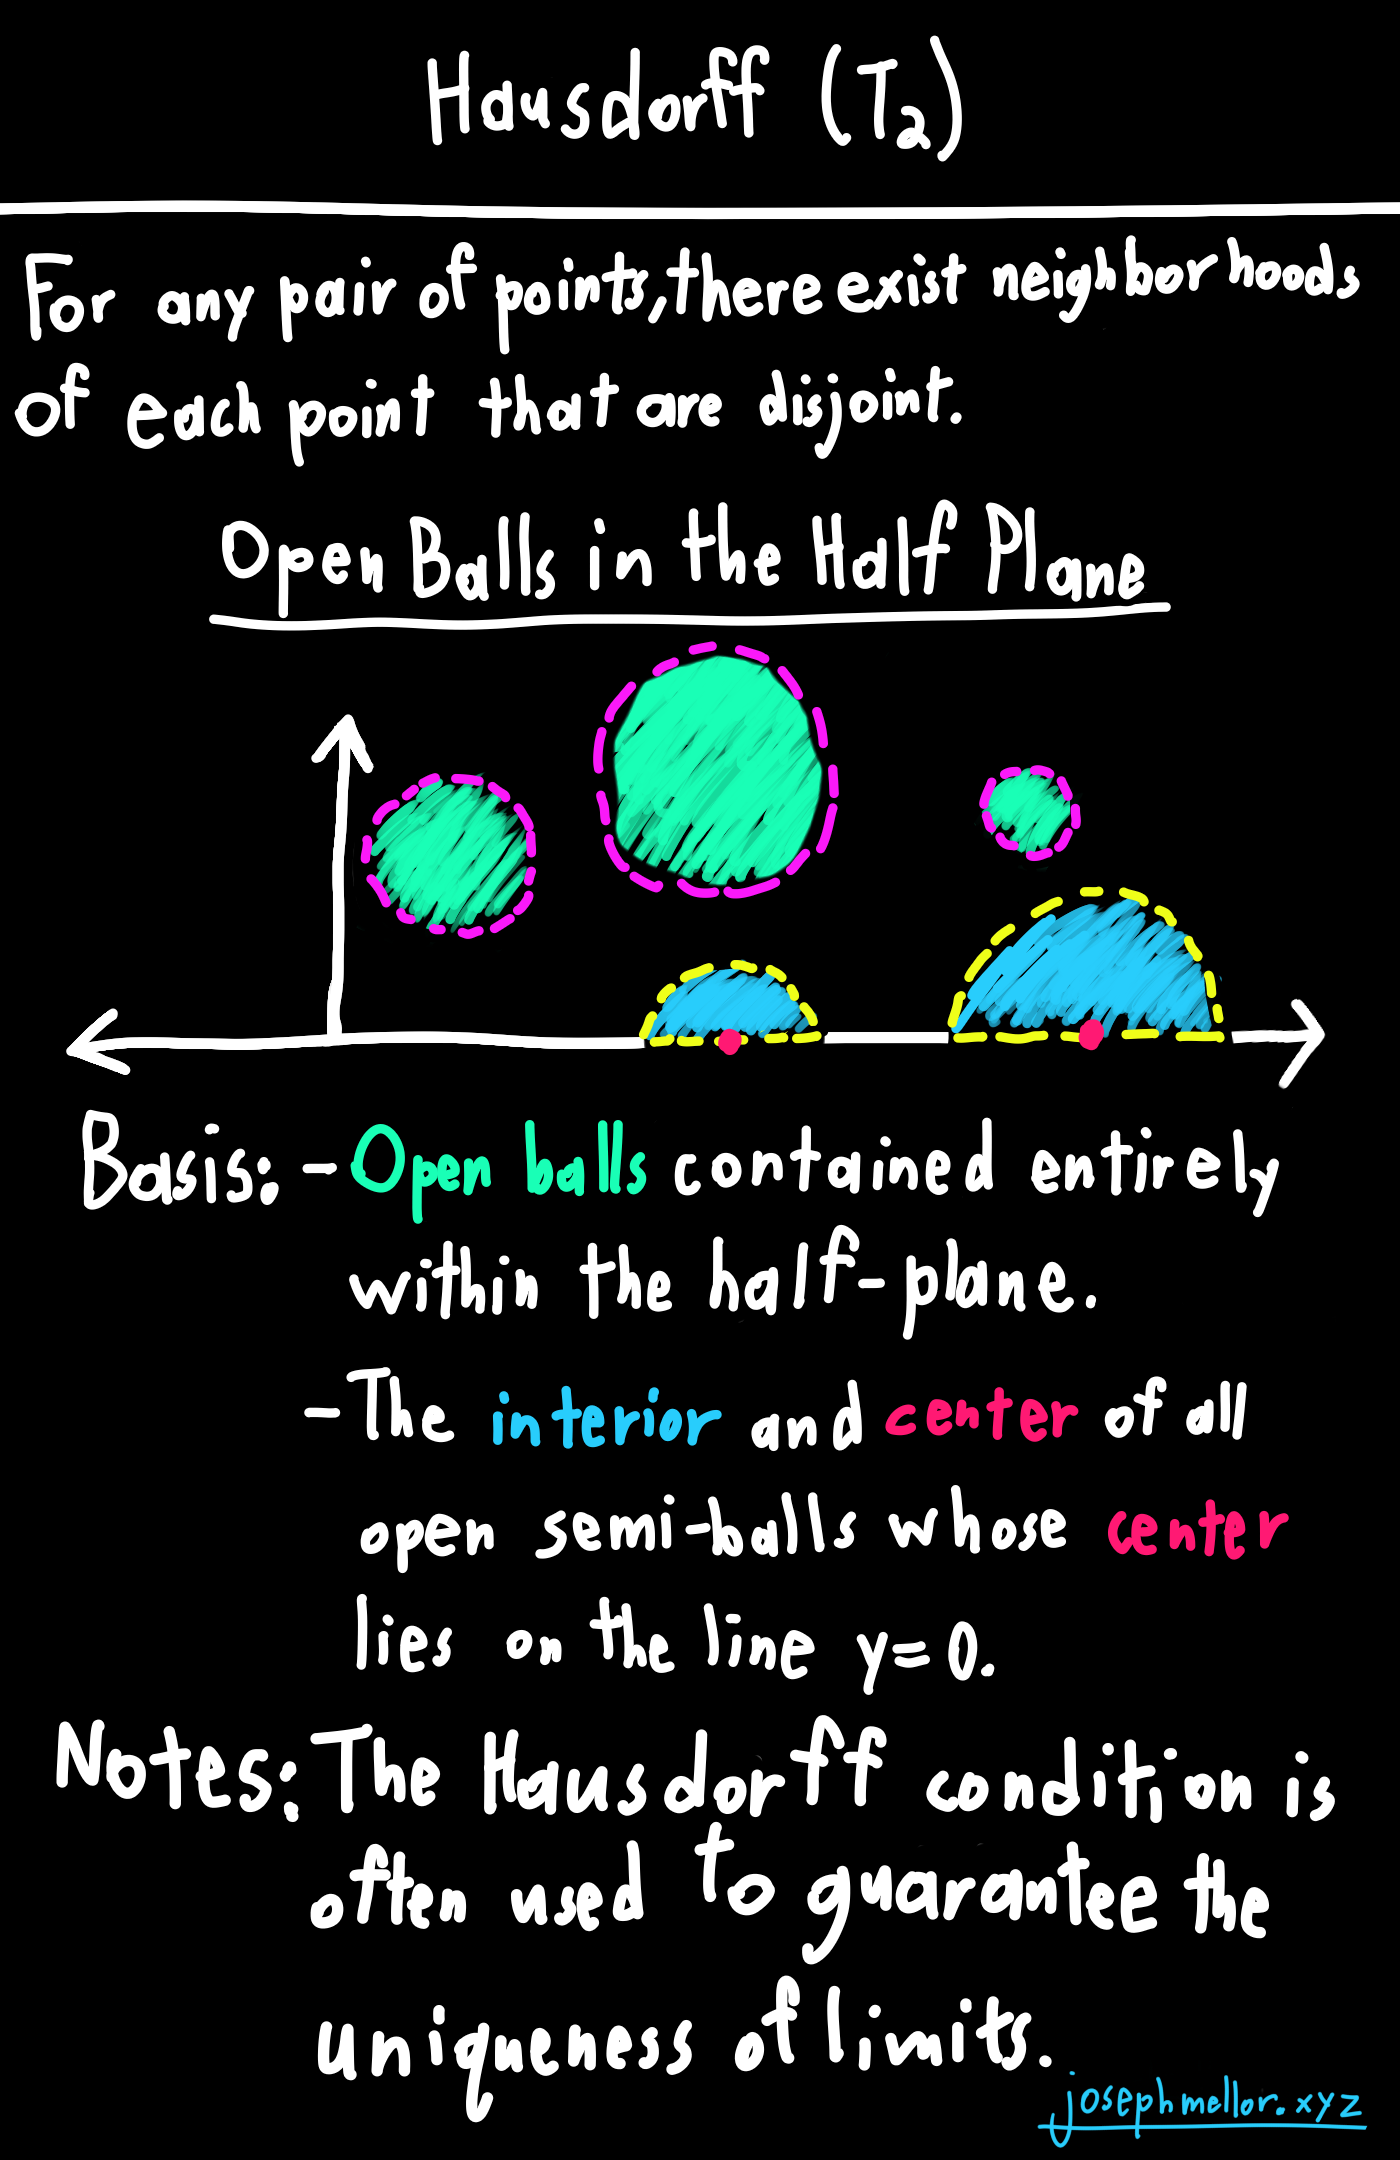 Hausdorff (T₂)
For any pair of points, there exist neighborhoods
of each point that are disjoint.
Open Balls in the Half Plane
Basis: - Open balls contained entirely
within the half-plane.
- The interior and center of all
open semi-balls whose center
lies on the line y=0.
Notes: The Hausdorff condition is
often used to guarantee the
uniqueness of limits.
josephmellor.xyz